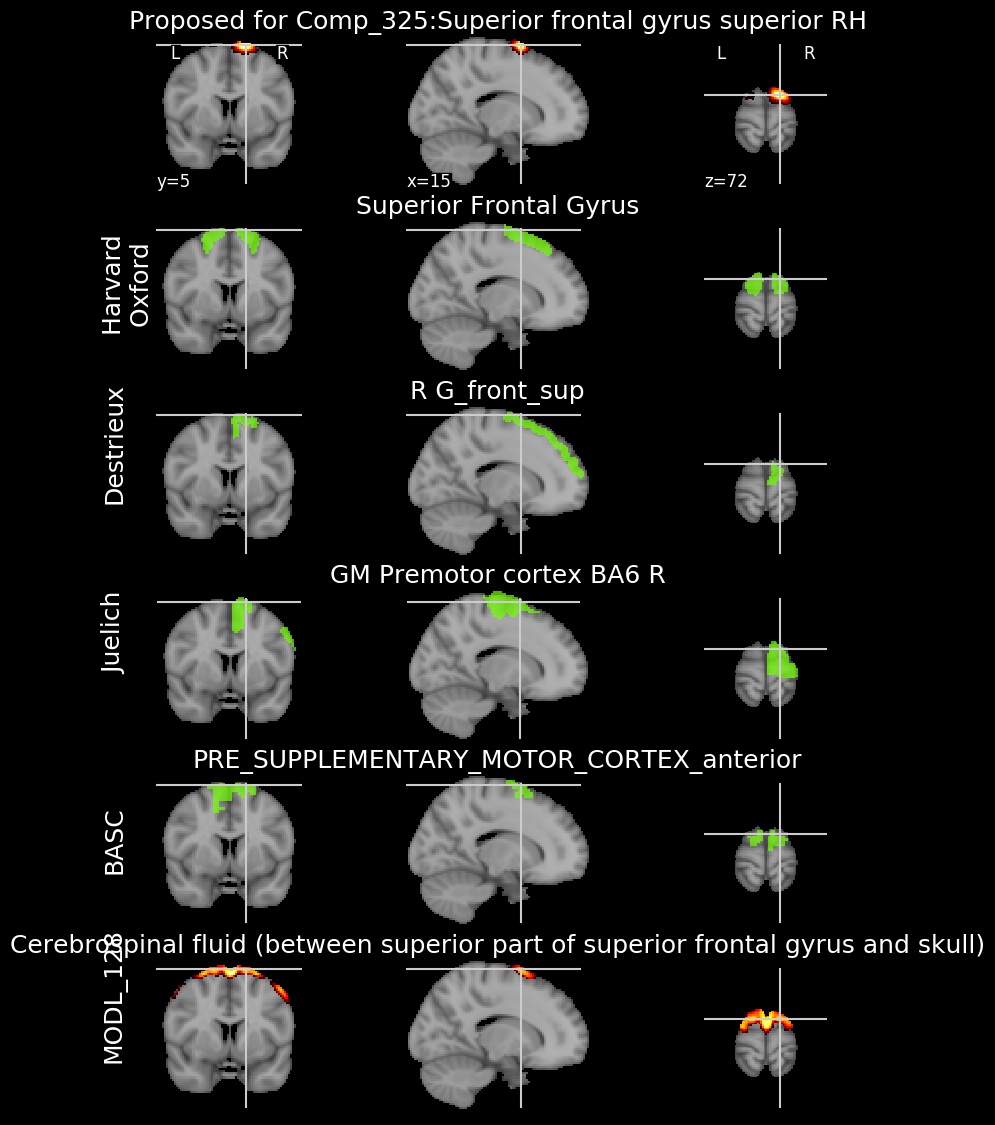 Proposed for Comp_325:Superior frontal gyrus superior RH
L R L R
y=5 x=15 z=72
Superior Frontal Gyrus
Harvard
Oxford
R G_front_sup
Destrieux
GM Premotor cortex BA6 R
Juelich
PRE_SUPPLEMENTARY_MOTOR_CORTEX_anterior
BASC
Cerebrospinal fluid (between superior part of superior frontal gyrus and skull)
MODL_128